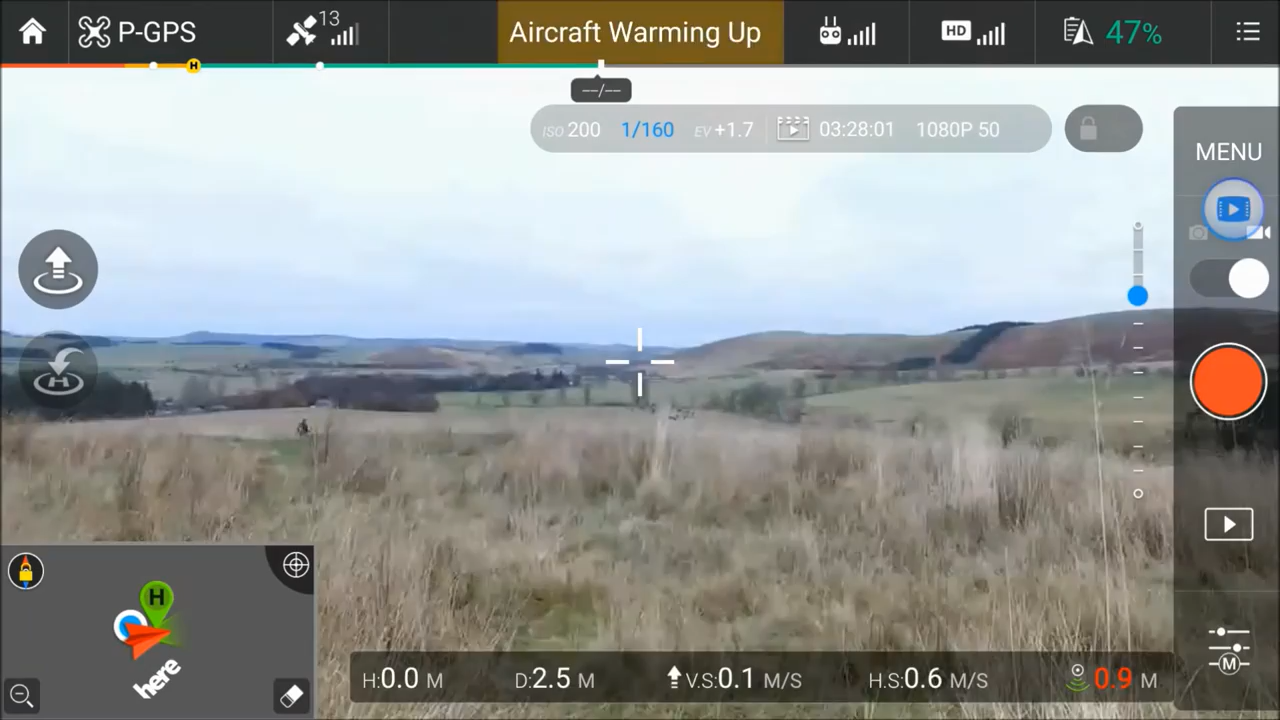 P-GPS
13
Aircraft Warming Up
HD
47%
H
--/--
ISO 200 1/160 EV +1.7 03:28:01 1080P 50
MENU
H
H
here
H:0.0 M D:2.5 M V.S:0.1 M/S H.S:0.6 M/S 0.9 M
M